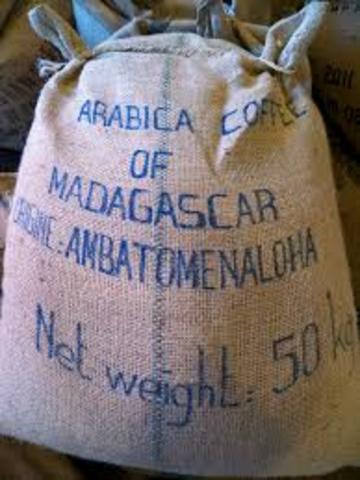 ARABICA COFFEE
OF
MADAGASCAR
ORIGINE: AMBATOMENALOHA
Net weight: 50 kg